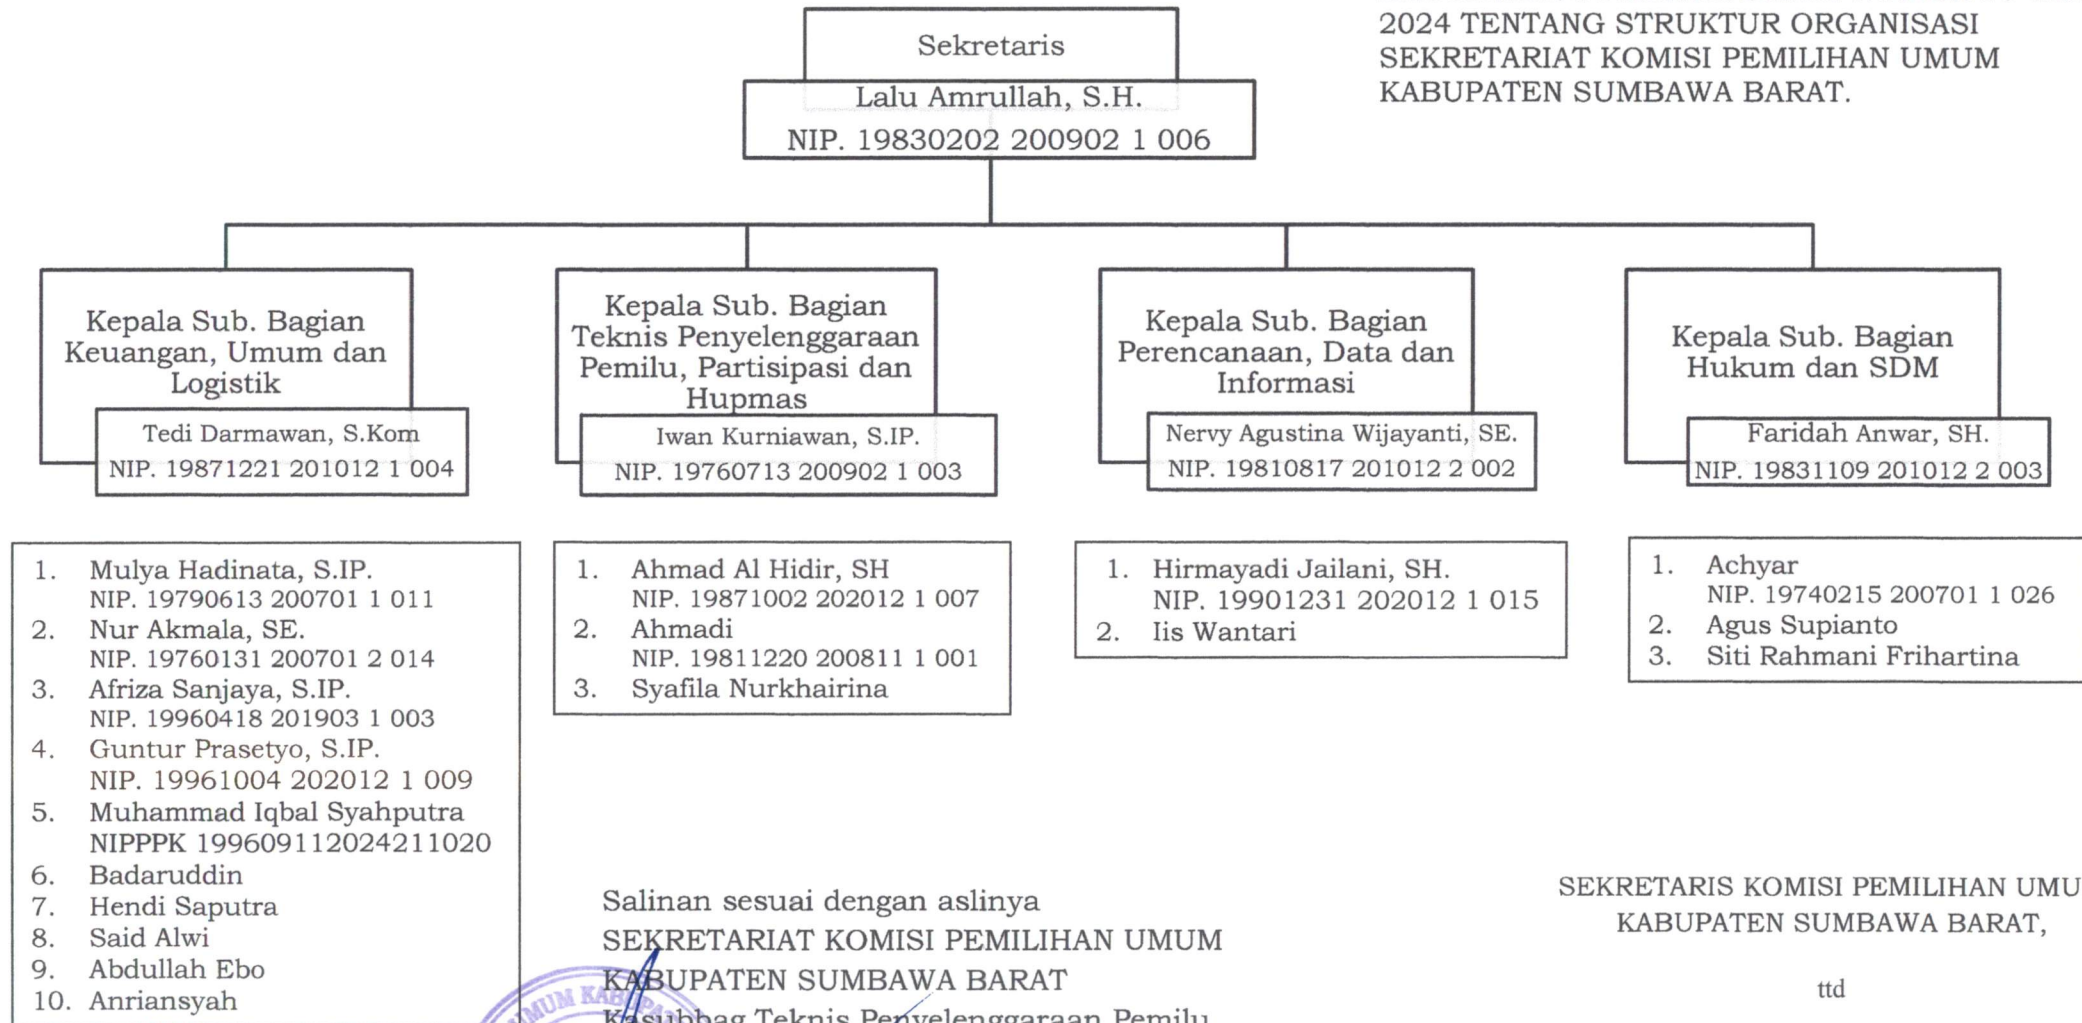 2024 TENTANG STRUKTUR ORGANISASI
SEKRETARIAT KOMISI PEMILIHAN UMUM
KABUPATEN SUMBAWA BARAT.
Sekretaris
Lalu Amrullah, S.H.
NIP. 19830202 200902 1 006
Kepala Sub. Bagian
Keuangan, Umum dan
Logistik
Tedi Darmawan, S.Kom
NIP. 19871221 201012 1 004
Kepala Sub. Bagian
Teknis Penyelenggaraan
Pemilu, Partisipasi dan
Hupmas
Iwan Kurniawan, S.IP.
NIP. 19760713 200902 1 003
Kepala Sub. Bagian
Perencanaan, Data dan
Informasi
Nervy Agustina Wijayanti, SE.
NIP. 19810817 201012 2 002
Kepala Sub. Bagian
Hukum dan SDM
Faridah Anwar, SH.
NIP. 19831109 201012 2 003
1. Mulya Hadinata, S.IP.
NIP. 19790613 200701 1 011
2. Nur Akmala, SE.
NIP. 19760131 200701 2 014
3. Afriza Sanjaya, S.IP.
NIP. 19960418 201903 1 003
4. Guntur Prasetyo, S.IP.
NIP. 19961004 202012 1 009
5. Muhammad Iqbal Syahputra
NIPPPK 199609112024211020
6. Badaruddin
7. Hendi Saputra
8. Said Alwi
9. Abdullah Ebo
10. Anriansyah
1. Ahmad Al Hidir, SH
NIP. 19871002 202012 1 007
2. Ahmadi
NIP. 19811220 200811 1 001
3. Syafila Nurkhairina
1. Hirmayadi Jailani, SH.
NIP. 19901231 202012 1 015
2. Iis Wantari
1. Achyar
NIP. 19740215 200701 1 026
2. Agus Supianto
3. Siti Rahmani Frihartina
Salinan sesuai dengan aslinya
SEKRETARIAT KOMISI PEMILIHAN UMUM
KABUPATEN SUMBAWA BARAT
Kasubbag Teknis Penyelenggaraan Pemilu
UMUM KABUPA
SEKRETARIS KOMISI PEMILIHAN UMU
KABUPATEN SUMBAWA BARAT,
ttd